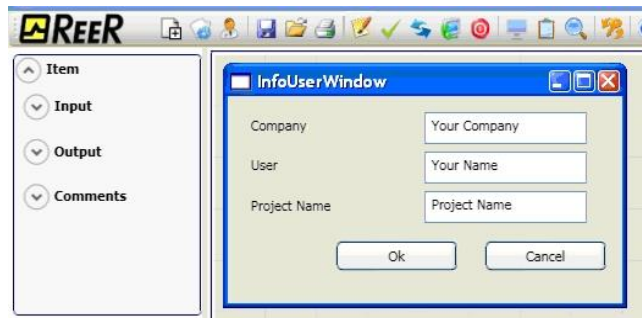 REER
Item
Input
Output
Comments
InfoUserWindow
Company
Your Company
User
Your Name
Project Name
Project Name
Ok
Cancel